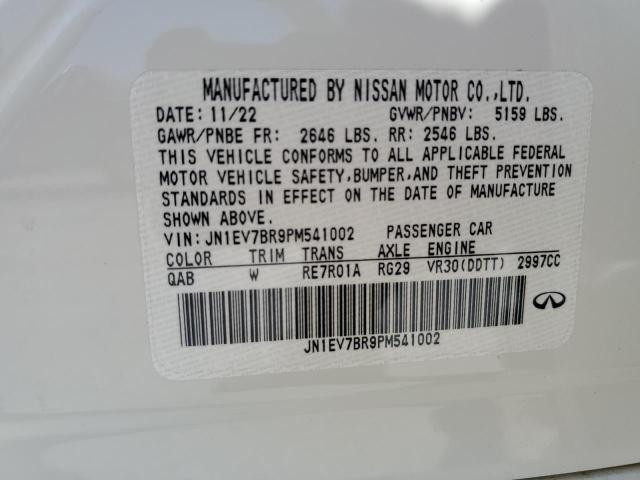 MANUFACTURED BY NISSAN MOTOR CO.,LTD.
DATE: 11/22 GVWR/PNBV: 5159 LBS.
GAWR/PNBE FR: 2646 LBS. RR: 2546 LBS.
THIS VEHICLE CONFORMS TO ALL APPLICABLE FEDERAL
MOTOR VEHICLE SAFETY,BUMPER,AND THEFT PREVENTION
STANDARDS IN EFFECT ON THE DATE OF MANUFACTURE
SHOWN ABOVE.
VIN: JN1EV7BR9PM541002 PASSENGER CAR
COLOR TRIM TRANS AXLE ENGINE
QAB W RE7R01A RG29 VR30(DDTT) 2997CC
JN1EV7BR9PM541002